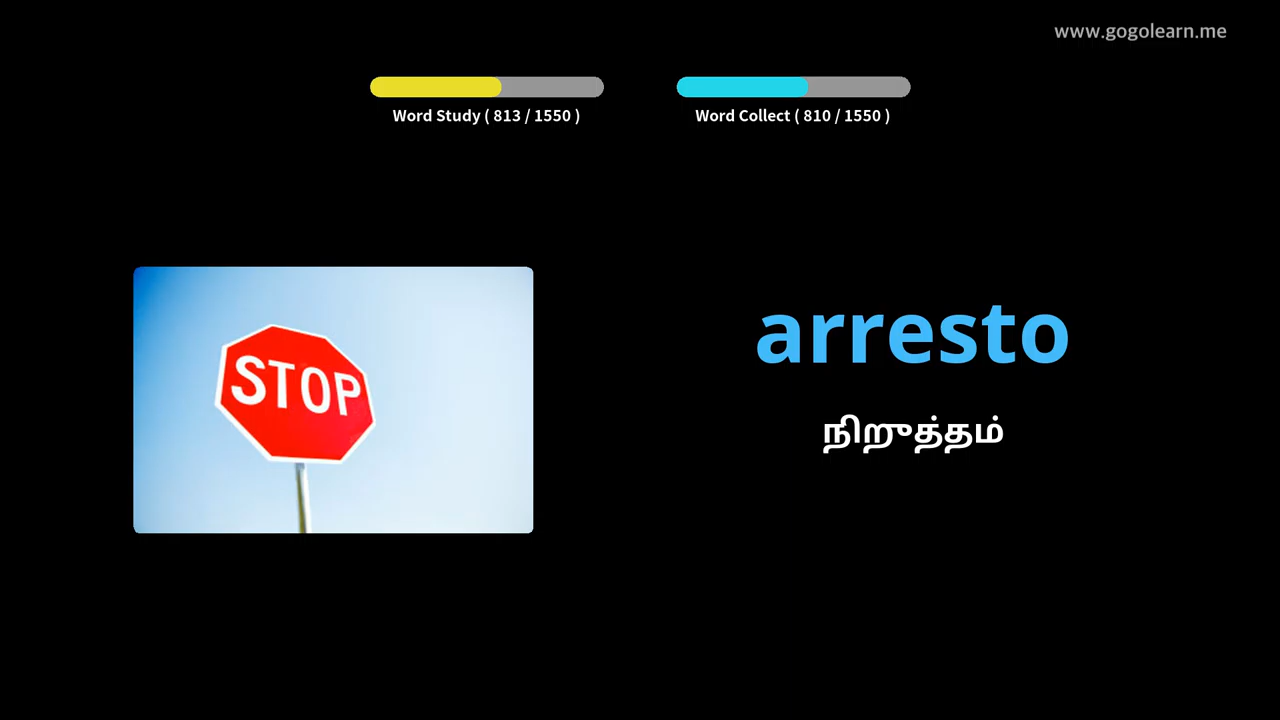 www.gogolearn.me
Word Study ( 813 / 1550 )
Word Collect ( 810 / 1550 )
STOP
arresto
நிறுத்தம்